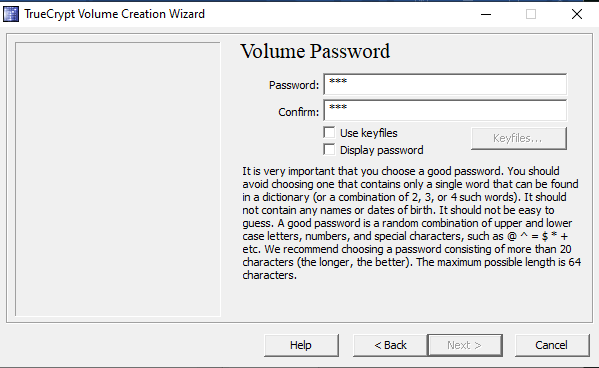 TrueCrypt Volume Creation Wizard
Volume Password
Password: ***
Confirm: ***
Use keyfiles
Keyfiles...
Display password
It is very important that you choose a good password. You should
avoid choosing one that contains only a single word that can be found
in a dictionary (or a combination of 2, 3, or 4 such words). It should
not contain any names or dates of birth. It should not be easy to
guess. A good password is a random combination of upper and lower
case letters, numbers, and special characters, such as @ ^ = $ * +
etc. We recommend choosing a password consisting of more than 20
characters (the longer, the better). The maximum possible length is 64
characters.
Help
< Back
Next >
Cancel